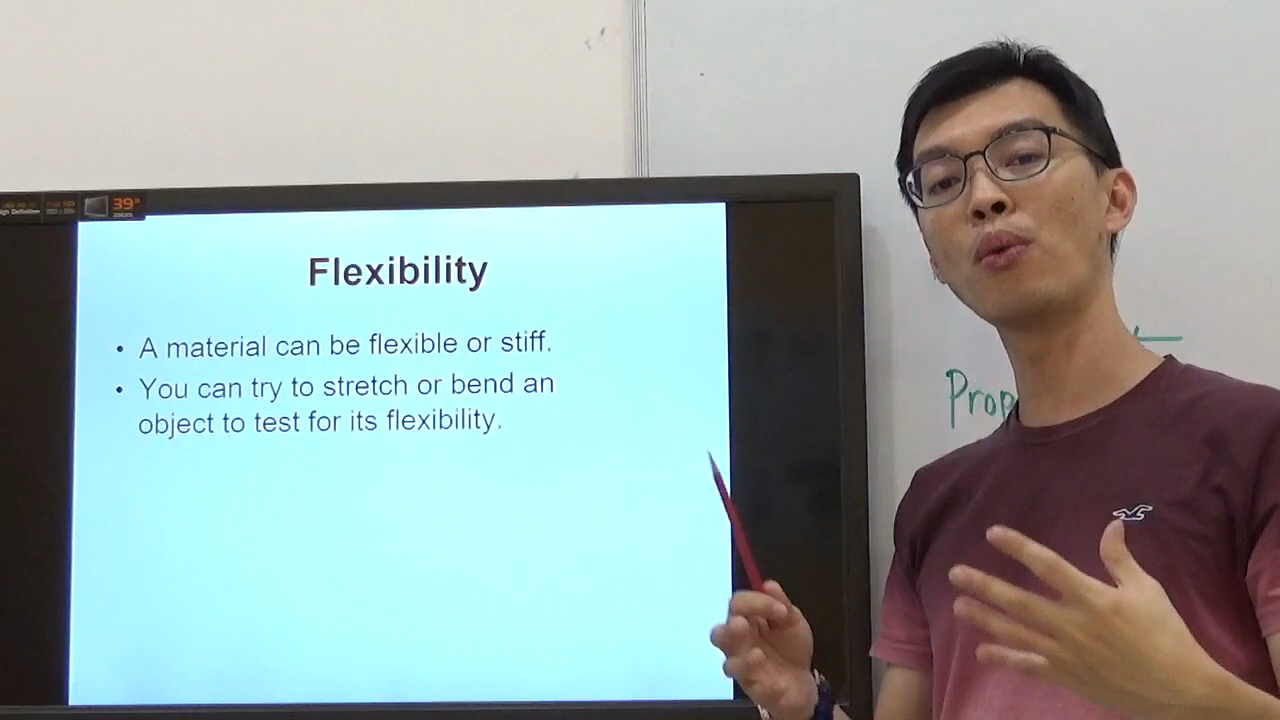 39"
Flexibility
• A material can be flexible or stiff.
• You can try to stretch or bend an
object to test for its flexibility.
Prop